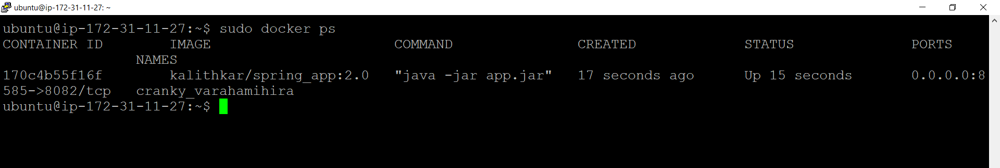 ubuntu@ip-172-31-11-27: ~
ubuntu@ip-172-31-11-27:~$ sudo docker ps
CONTAINER ID        IMAGE                      COMMAND               CREATED             STATUS              PORTS
                NAMES
170c4b55f16f        kalithkar/spring_app:2.0   "java -jar app.jar"   17 seconds ago      Up 15 seconds       0.0.0.0:8
585->8082/tcp   cranky_varahamihira
ubuntu@ip-172-31-11-27:~$